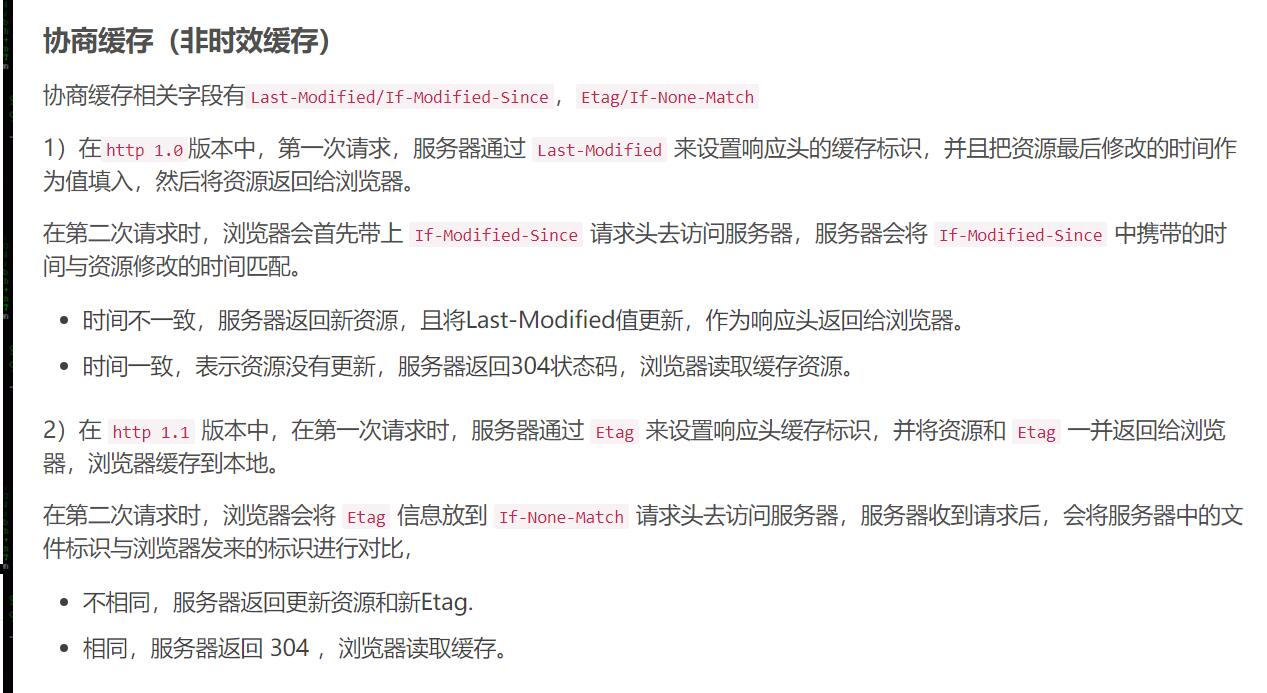 协商缓存（非时效缓存）
协商缓存相关字段有 Last-Modified/If-Modified-Since， Etag/If-None-Match
1）在 http 1.0 版本中，第一次请求，服务器通过 Last-Modified 来设置响应头的缓存标识，并且把资源最后修改的时间作
为值填入，然后将资源返回给浏览器。
在第二次请求时，浏览器会首先带上 If-Modified-Since 请求头去访问服务器，服务器会将 If-Modified-Since 中携带的时
间与资源修改的时间匹配。
• 时间不一致，服务器返回新资源，且将Last-Modified值更新，作为响应头返回给浏览器。
• 时间一致，表示资源没有更新，服务器返回304状态码，浏览器读取缓存资源。
2）在 http 1.1 版本中，在第一次请求时，服务器通过 Etag 来设置响应头缓存标识，并将资源和 Etag 一并返回给浏览
器，浏览器缓存到本地。
在第二次请求时，浏览器会将 Etag 信息放到 If-None-Match 请求头去访问服务器，服务器收到请求后，会将服务器中的文
件标识与浏览器发来的标识进行对比，
• 不相同，服务器返回更新资源和新Etag.
• 相同，服务器返回 304 ，浏览器读取缓存。